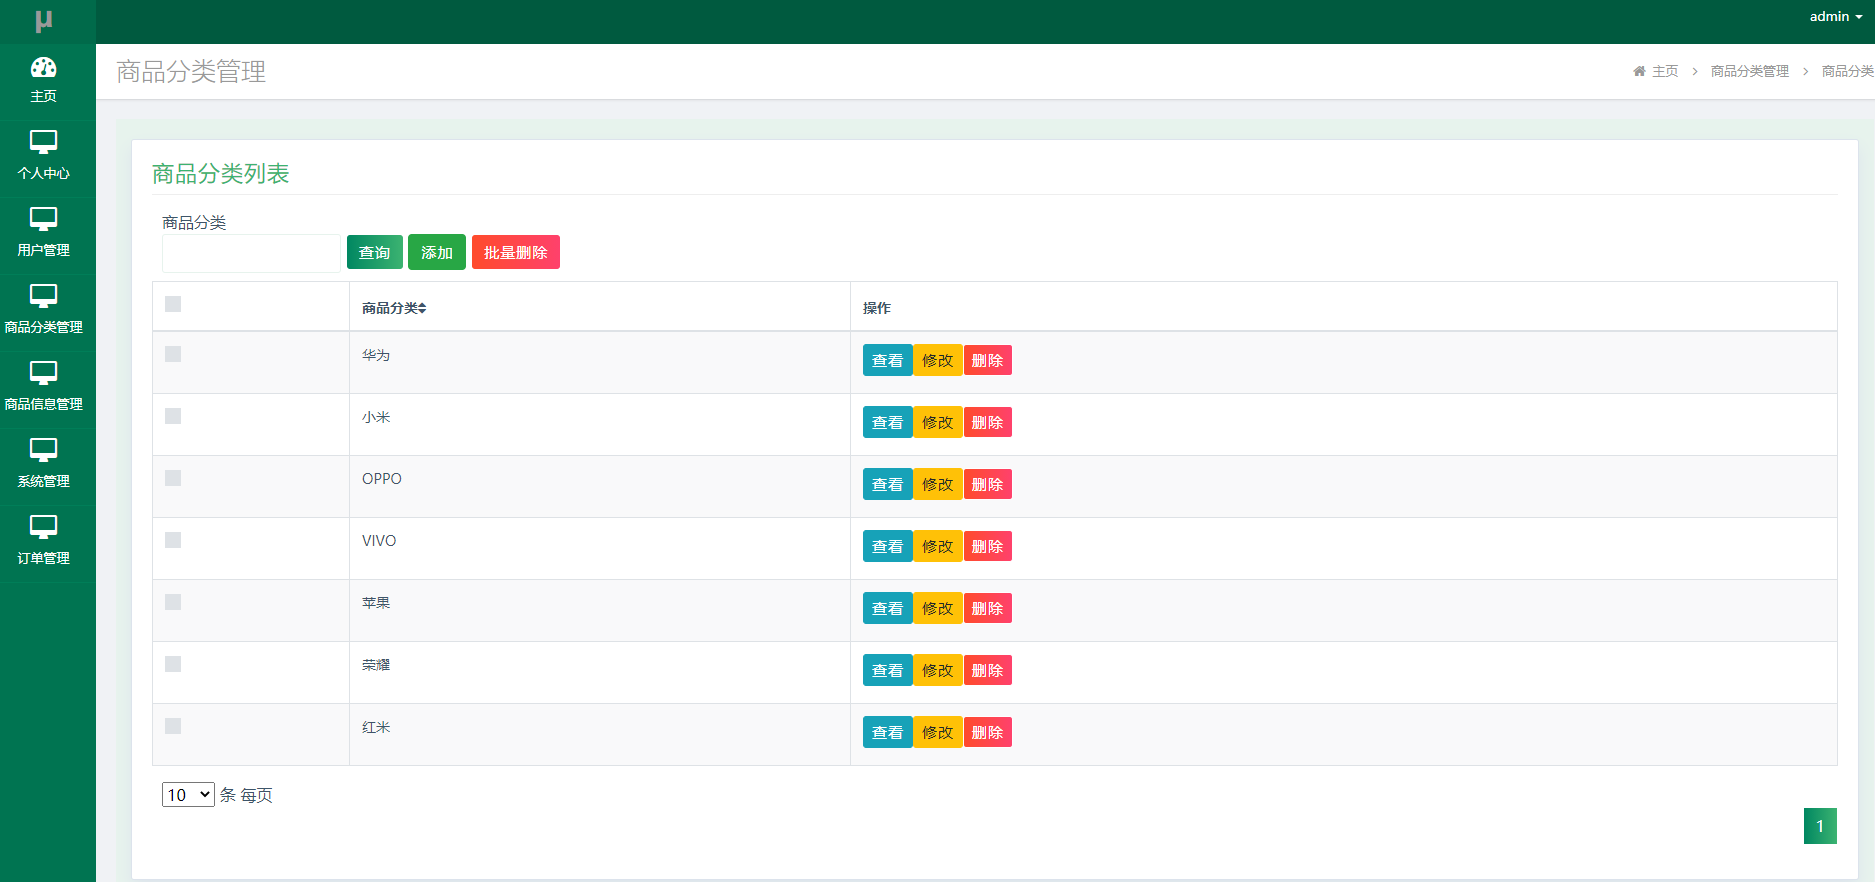 μ
admin
主页
个人中心
用户管理
商品分类管理
商品信息管理
系统管理
订单管理
商品分类管理
主页 > 商品分类管理 > 商品分类
商品分类列表
商品分类
查询 添加 批量删除
商品分类 操作
华为 查看 修改 删除
小米 查看 修改 删除
OPPO 查看 修改 删除
VIVO 查看 修改 删除
苹果 查看 修改 删除
荣耀 查看 修改 删除
红米 查看 修改 删除
10 条 每页
1